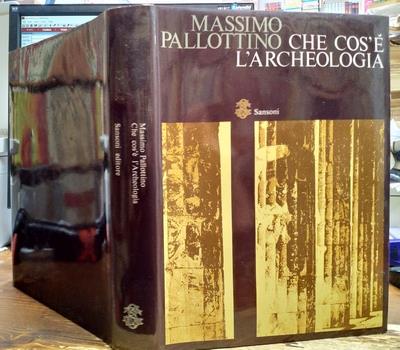 MASSIMO
PALLOTTINO CHE COS'È
L'ARCHEOLOGIA
Sansoni
Massimo Pallottino
Che cos'è l'Archeologia
Sansoni editore